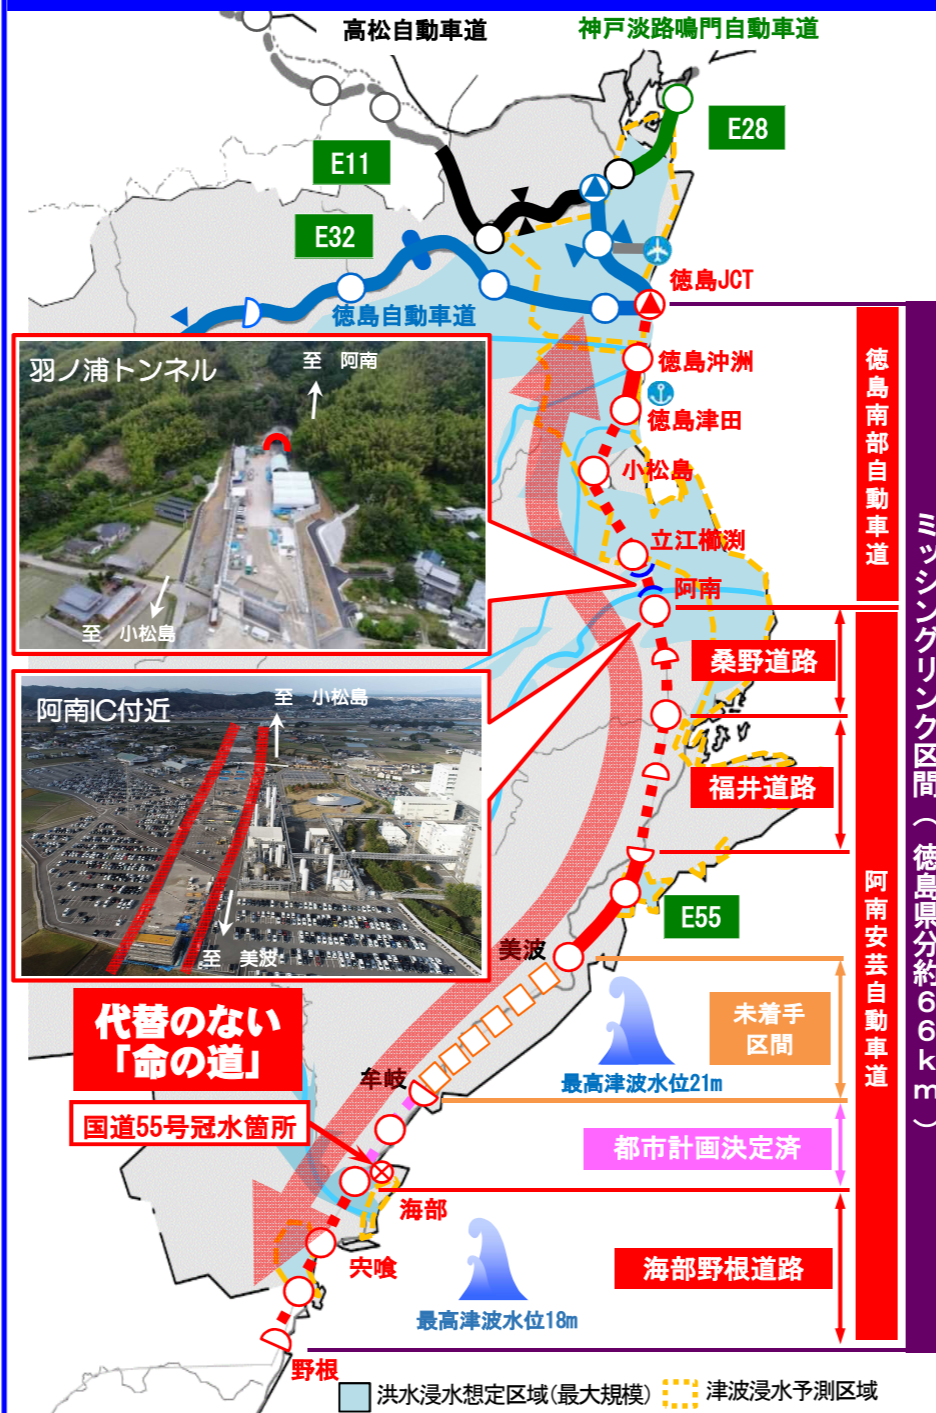 高松自動車道
神戸淡路鳴門自動車道
E28
E11
E32
徳島自動車道
徳島JCT
徳島沖洲
徳島津田
小松島
立江櫛渕
阿南
羽ノ浦トンネル
至 阿南
至 小松島
阿南IC付近
至 小松島
至 美波
徳島南部自動車道
ミッシングリンク区間（徳島県分約66km）
桑野道路
福井道路
阿南安芸自動車道
E55
美波
未着手
区間
最高津波水位21m
代替のない
「命の道」
牟岐
国道55号冠水箇所
都市計画決定済
海部
宍喰
海部野根道路
最高津波水位18m
野根
洪水浸水想定区域(最大規模)
津波浸水予測区域